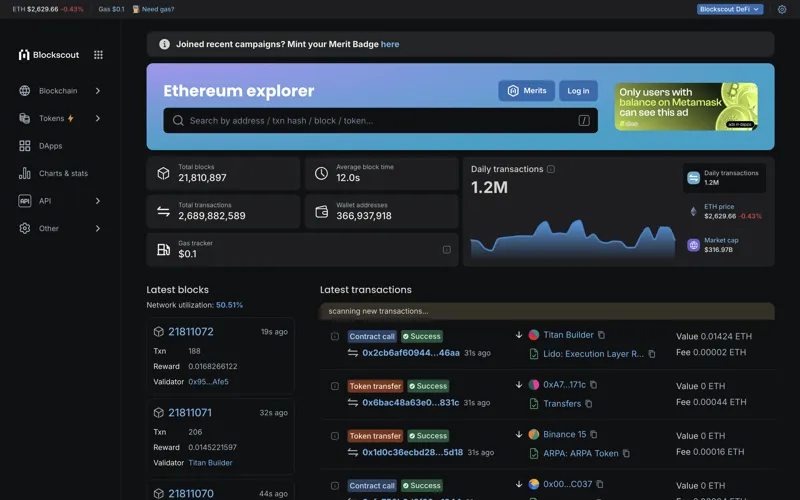 ETH $2,629.66 -0.43% Gas $0.1 Need gas? Blockscout DeFi
Joined recent campaigns? Mint your Merit Badge here
Blockscout
Blockchain
Tokens
DApps
Charts & stats
API API
Other
Ethereum explorer
Merits Log in
Search by address / txn hash / block / token... /
Only users with
balance on Metamask
can see this ad
Total blocks
21,810,897
Average block time
12.0s
Total transactions
2,689,882,589
Wallet addresses
366,937,918
Gas tracker
$0.1
Daily transactions
1.2M
Daily transactions
1.2M
ETH price
$2,629.66 -0.43%
Market cap
$316.97B
Latest blocks
Network utilization: 50.51%
21811072 19s ago
Txn 188
Reward 0.0168266122
Validator 0x95...Afe5
21811071 32s ago
Txn 206
Reward 0.0145221597
Validator Titan Builder
21811070 44s ago
Latest transactions
scanning new transactions...
Contract call Success
0x2cb6af60944...46aa 31s ago
Titan Builder
Lido: Execution Layer R...
Value 0.01424 ETH
Fee 0.00002 ETH
Token transfer Success
0x6bac48a63e0...831c 31s ago
0xA7...171c
Transfers
Value 0 ETH
Fee 0.00044 ETH
Token transfer Success
0x1d0c36ecbd28...5d18 31s ago
Binance 15
ARPA: ARPA Token
Value 0 ETH
Fee 0.00016 ETH
Contract call Success
0x00...C037
Value 0 ETH